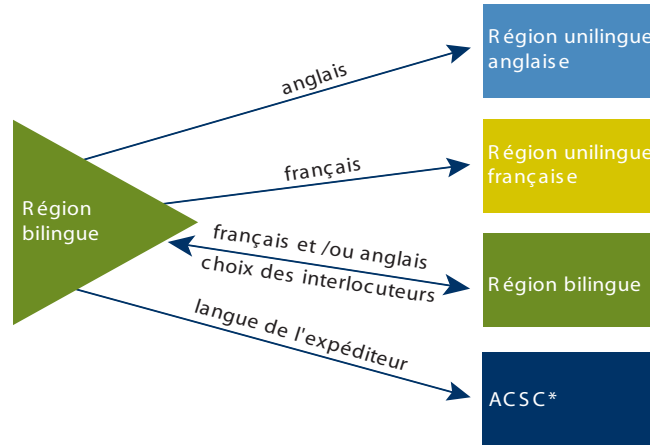 Région unilingue
anglaise
anglais
Région unilingue
française
français
Région
bilingue
français et /ou anglais
choix des interlocuteurs
Région bilingue
langue de l'expéditeur
ACSC*